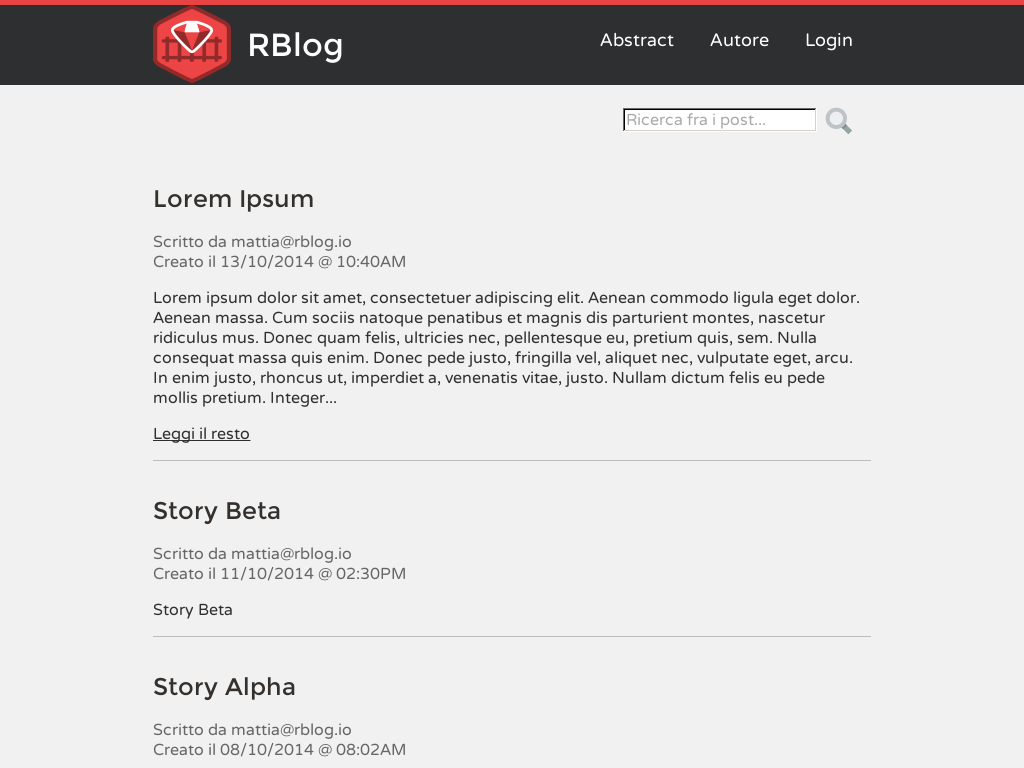 RBlog
Abstract Autore Login
Ricerca fra i post...
Lorem Ipsum
Scritto da mattia@rblog.io
Creato il 13/10/2014 @ 10:40AM
Lorem ipsum dolor sit amet, consectetuer adipiscing elit. Aenean commodo ligula eget dolor.
Aenean massa. Cum sociis natoque penatibus et magnis dis parturient montes, nascetur
ridiculus mus. Donec quam felis, ultricies nec, pellentesque eu, pretium quis, sem. Nulla
consequat massa quis enim. Donec pede justo, fringilla vel, aliquet nec, vulputate eget, arcu.
In enim justo, rhoncus ut, imperdiet a, venenatis vitae, justo. Nullam dictum felis eu pede
mollis pretium. Integer...
Leggi il resto
Story Beta
Scritto da mattia@rblog.io
Creato il 11/10/2014 @ 02:30PM
Story Beta
Story Alpha
Scritto da mattia@rblog.io
Creato il 08/10/2014 @ 08:02AM